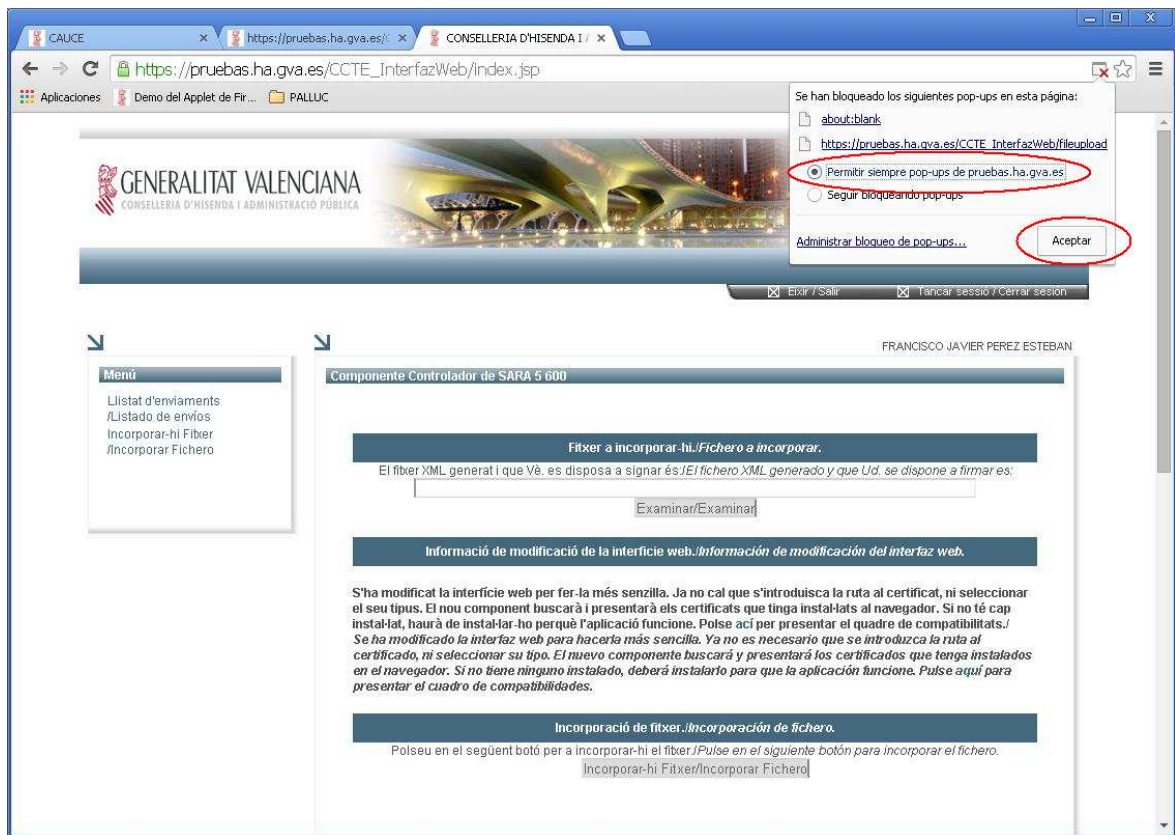 CAUCE
https://pruebas.ha.gva.es/
CONSELLERIA D'HISENDA I
https://pruebas.ha.gva.es/CCTE_InterfazWeb/index.jsp
Aplicaciones
Demo del Applet de Fir...
PALLUC
Se han bloqueado los siguientes pop-ups en esta página:
about:blank
https://pruebas.ha.gva.es/CCTE_InterfazWeb/fileupload
Permitir siempre pop-ups de pruebas.ha.gva.es
Seguir bloqueando pop-ups
Administrar bloqueo de pop-ups...
Aceptar
GENERALITAT VALENCIANA
CONSELLERIA D'HISENDA I ADMINISTRACIÓ PÚBLICA
Eixir / Salir
Tancar sessió / Cerrar sesión
FRANCISCO JAVIER PEREZ ESTEBAN
Menú
Llistat d'enviaments
/Listado de envíos
Incorporar-hi Fitxer
/Incorporar Fichero
Componente Controlador de SARA 5 600
Fitxer a incorporar-hi./Fichero a incorporar.
El fitxer XML generat i que Vè. es disposa a signar és:/El fichero XML generado y que Ud. se dispone a firmar es:
Examinar/Examinar
Informació de modificació de la interficie web./Información de modificación del interfaz web.
S'ha modificat la interfície web per fer-la més senzilla. Ja no cal que s'introduisca la ruta al certificat, ni seleccionar
el seu tipus. El nou component buscarà i presentarà els certificats que tinga instal·lats al navegador. Si no té cap
instal·lat, haurà de instal·lar-ho perquè l'aplicació funcione. Polse ací per presentar el quadre de compatibilitats./
Se ha modificado la interfaz web para hacerla más sencilla. Ya no es necesario que se introduzca la ruta al
certificado, ni seleccionar su tipo. El nuevo componente buscará y presentará los certificados que tenga instalados
en el navegador. Si no tiene ninguno instalado, deberá instalarlo para que la aplicación funcione. Pulse aquí para
presentar el cuadro de compatibilidades.
Incorporació de fitxer./Incorporación de fichero.
Polseu en el següent botó per a incorporar-hi el fitxer./Pulse en el siguiente botón para incorporar el fichero.
Incorporar-hi Fitxer/Incorporar Fichero